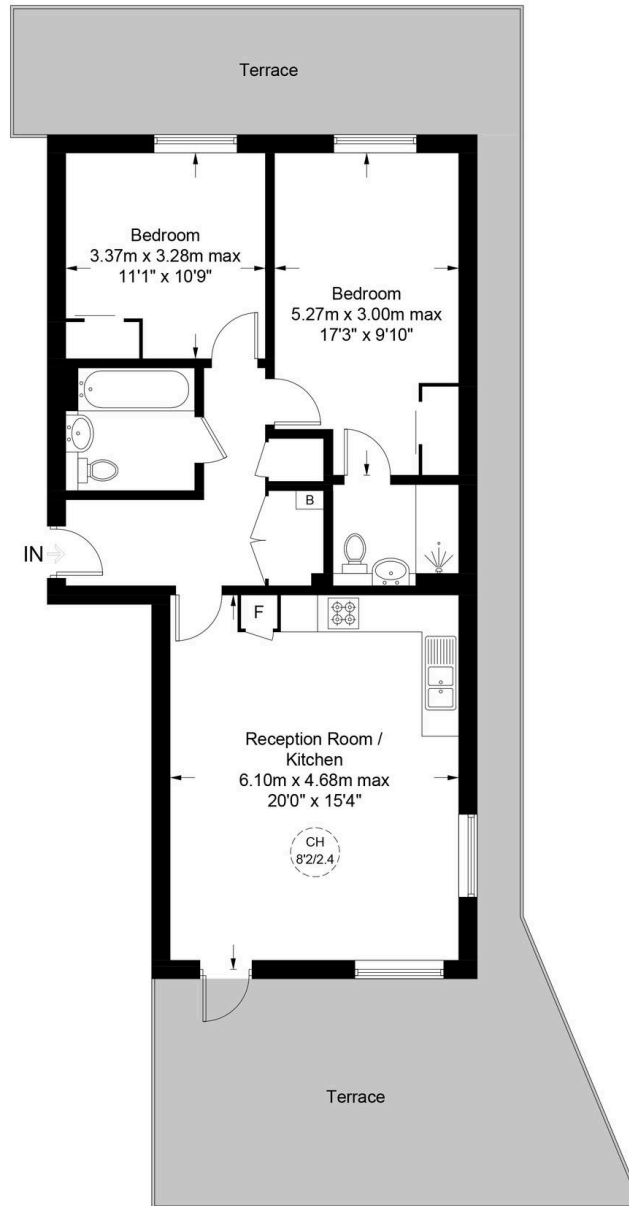 Terrace
Bedroom
3.37m x 3.28m max
11'1" x 10'9"
Bedroom
5.27m x 3.00m max
17'3" x 9'10"
B
IN
F
Reception Room /
Kitchen
6.10m x 4.68m max
20'0" x 15'4"
CH
8'2/2.4
Terrace